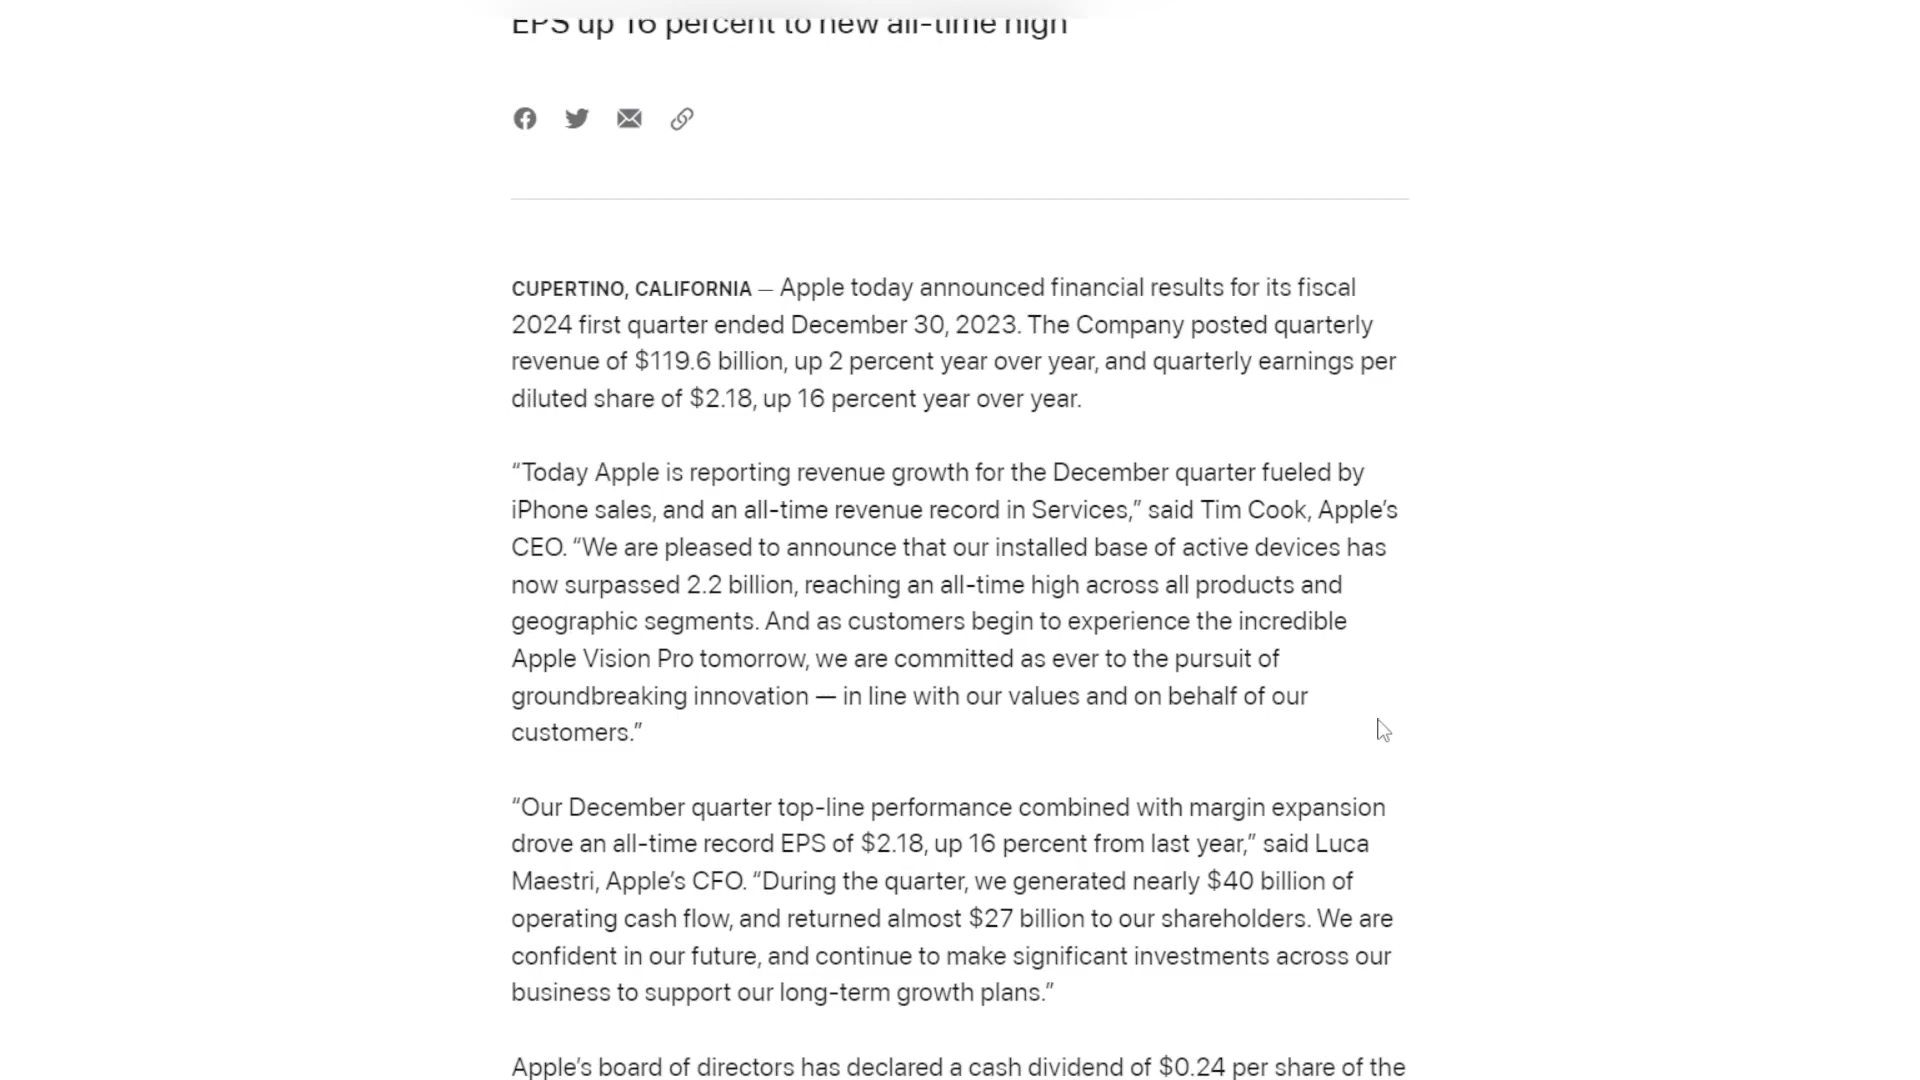 EPS up 16 percent to new all-time high
CUPERTINO, CALIFORNIA — Apple today announced financial results for its fiscal
2024 first quarter ended December 30, 2023. The Company posted quarterly
revenue of $119.6 billion, up 2 percent year over year, and quarterly earnings per
diluted share of $2.18, up 16 percent year over year.
“Today Apple is reporting revenue growth for the December quarter fueled by
iPhone sales, and an all-time revenue record in Services,” said Tim Cook, Apple’s
CEO. “We are pleased to announce that our installed base of active devices has
now surpassed 2.2 billion, reaching an all-time high across all products and
geographic segments. And as customers begin to experience the incredible
Apple Vision Pro tomorrow, we are committed as ever to the pursuit of
groundbreaking innovation — in line with our values and on behalf of our
customers.”
“Our December quarter top-line performance combined with margin expansion
drove an all-time record EPS of $2.18, up 16 percent from last year,” said Luca
Maestri, Apple’s CFO. “During the quarter, we generated nearly $40 billion of
operating cash flow, and returned almost $27 billion to our shareholders. We are
confident in our future, and continue to make significant investments across our
business to support our long-term growth plans.”
Apple’s board of directors has declared a cash dividend of $0.24 per share of the